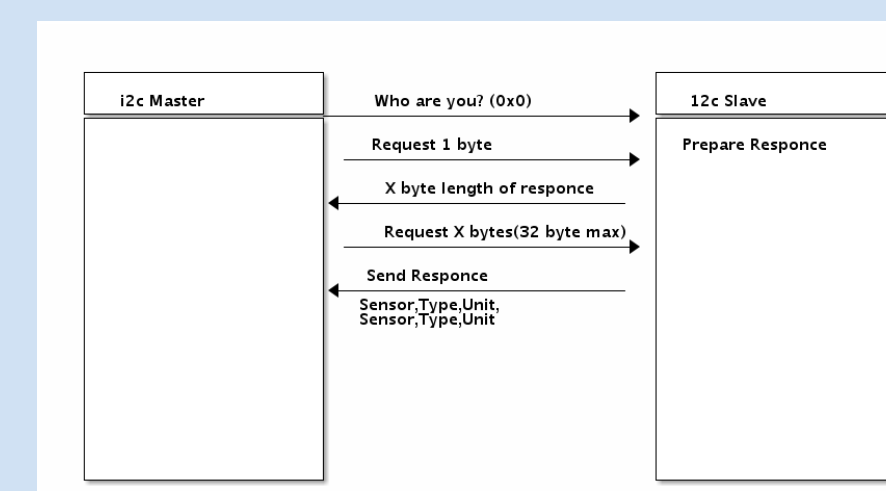 i2c Master
Who are you? (0x0)
12c Slave
Request 1 byte
Prepare Responce
X byte length of responce
Request X bytes(32 byte max)
Send Responce
Sensor,Type,Unit,
Sensor,Type,Unit